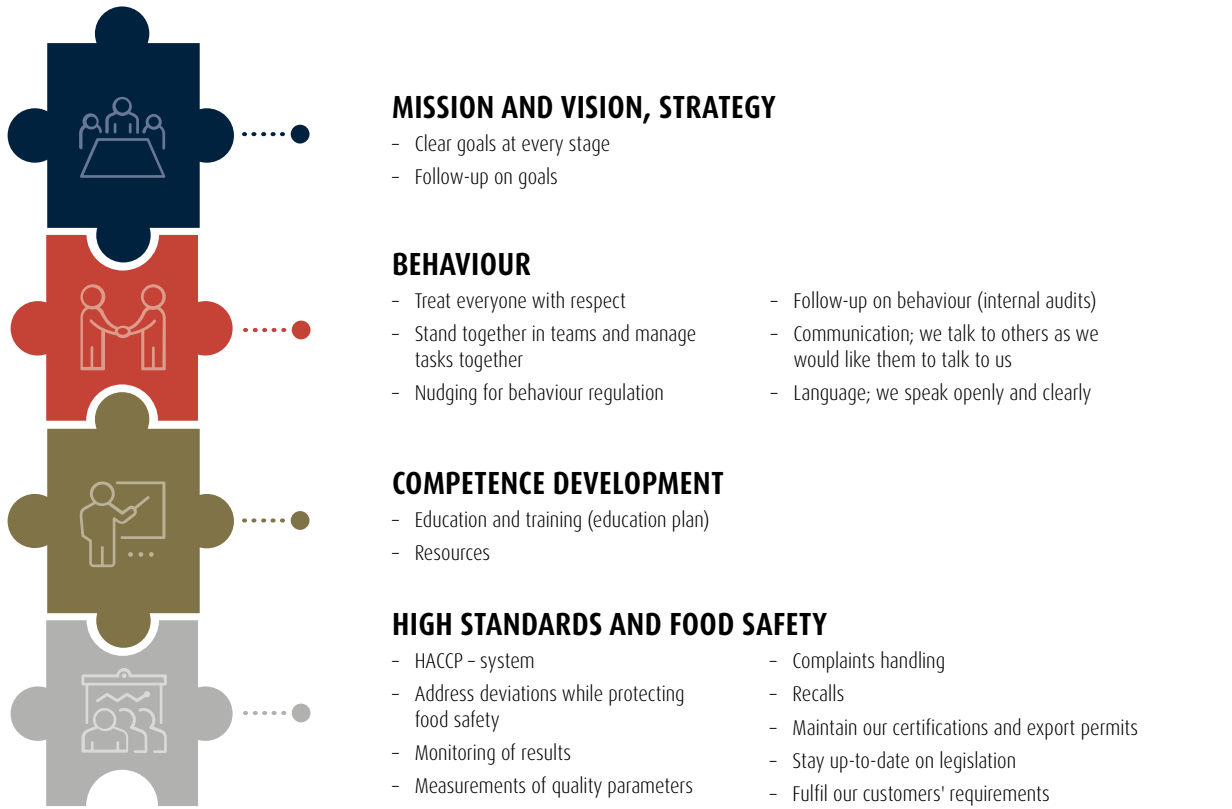 MISSION AND VISION, STRATEGY
– Clear goals at every stage
– Follow-up on goals
BEHAVIOUR
– Treat everyone with respect
– Stand together in teams and manage
tasks together
– Nudging for behaviour regulation
– Follow-up on behaviour (internal audits)
– Communication; we talk to others as we
would like them to talk to us
– Language; we speak openly and clearly
COMPETENCE DEVELOPMENT
– Education and training (education plan)
– Resources
HIGH STANDARDS AND FOOD SAFETY
– HACCP – system
– Address deviations while protecting
food safety
– Monitoring of results
– Measurements of quality parameters
– Complaints handling
– Recalls
– Maintain our certifications and export permits
– Stay up-to-date on legislation
– Fulfil our customers' requirements